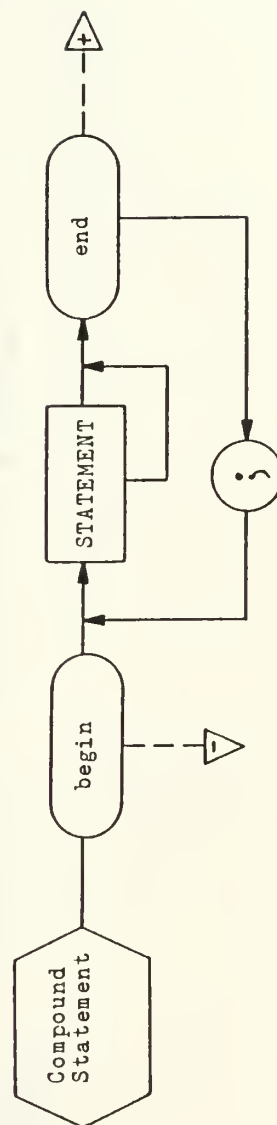 Compound
Statement
begin
-
STATEMENT
;
end
+